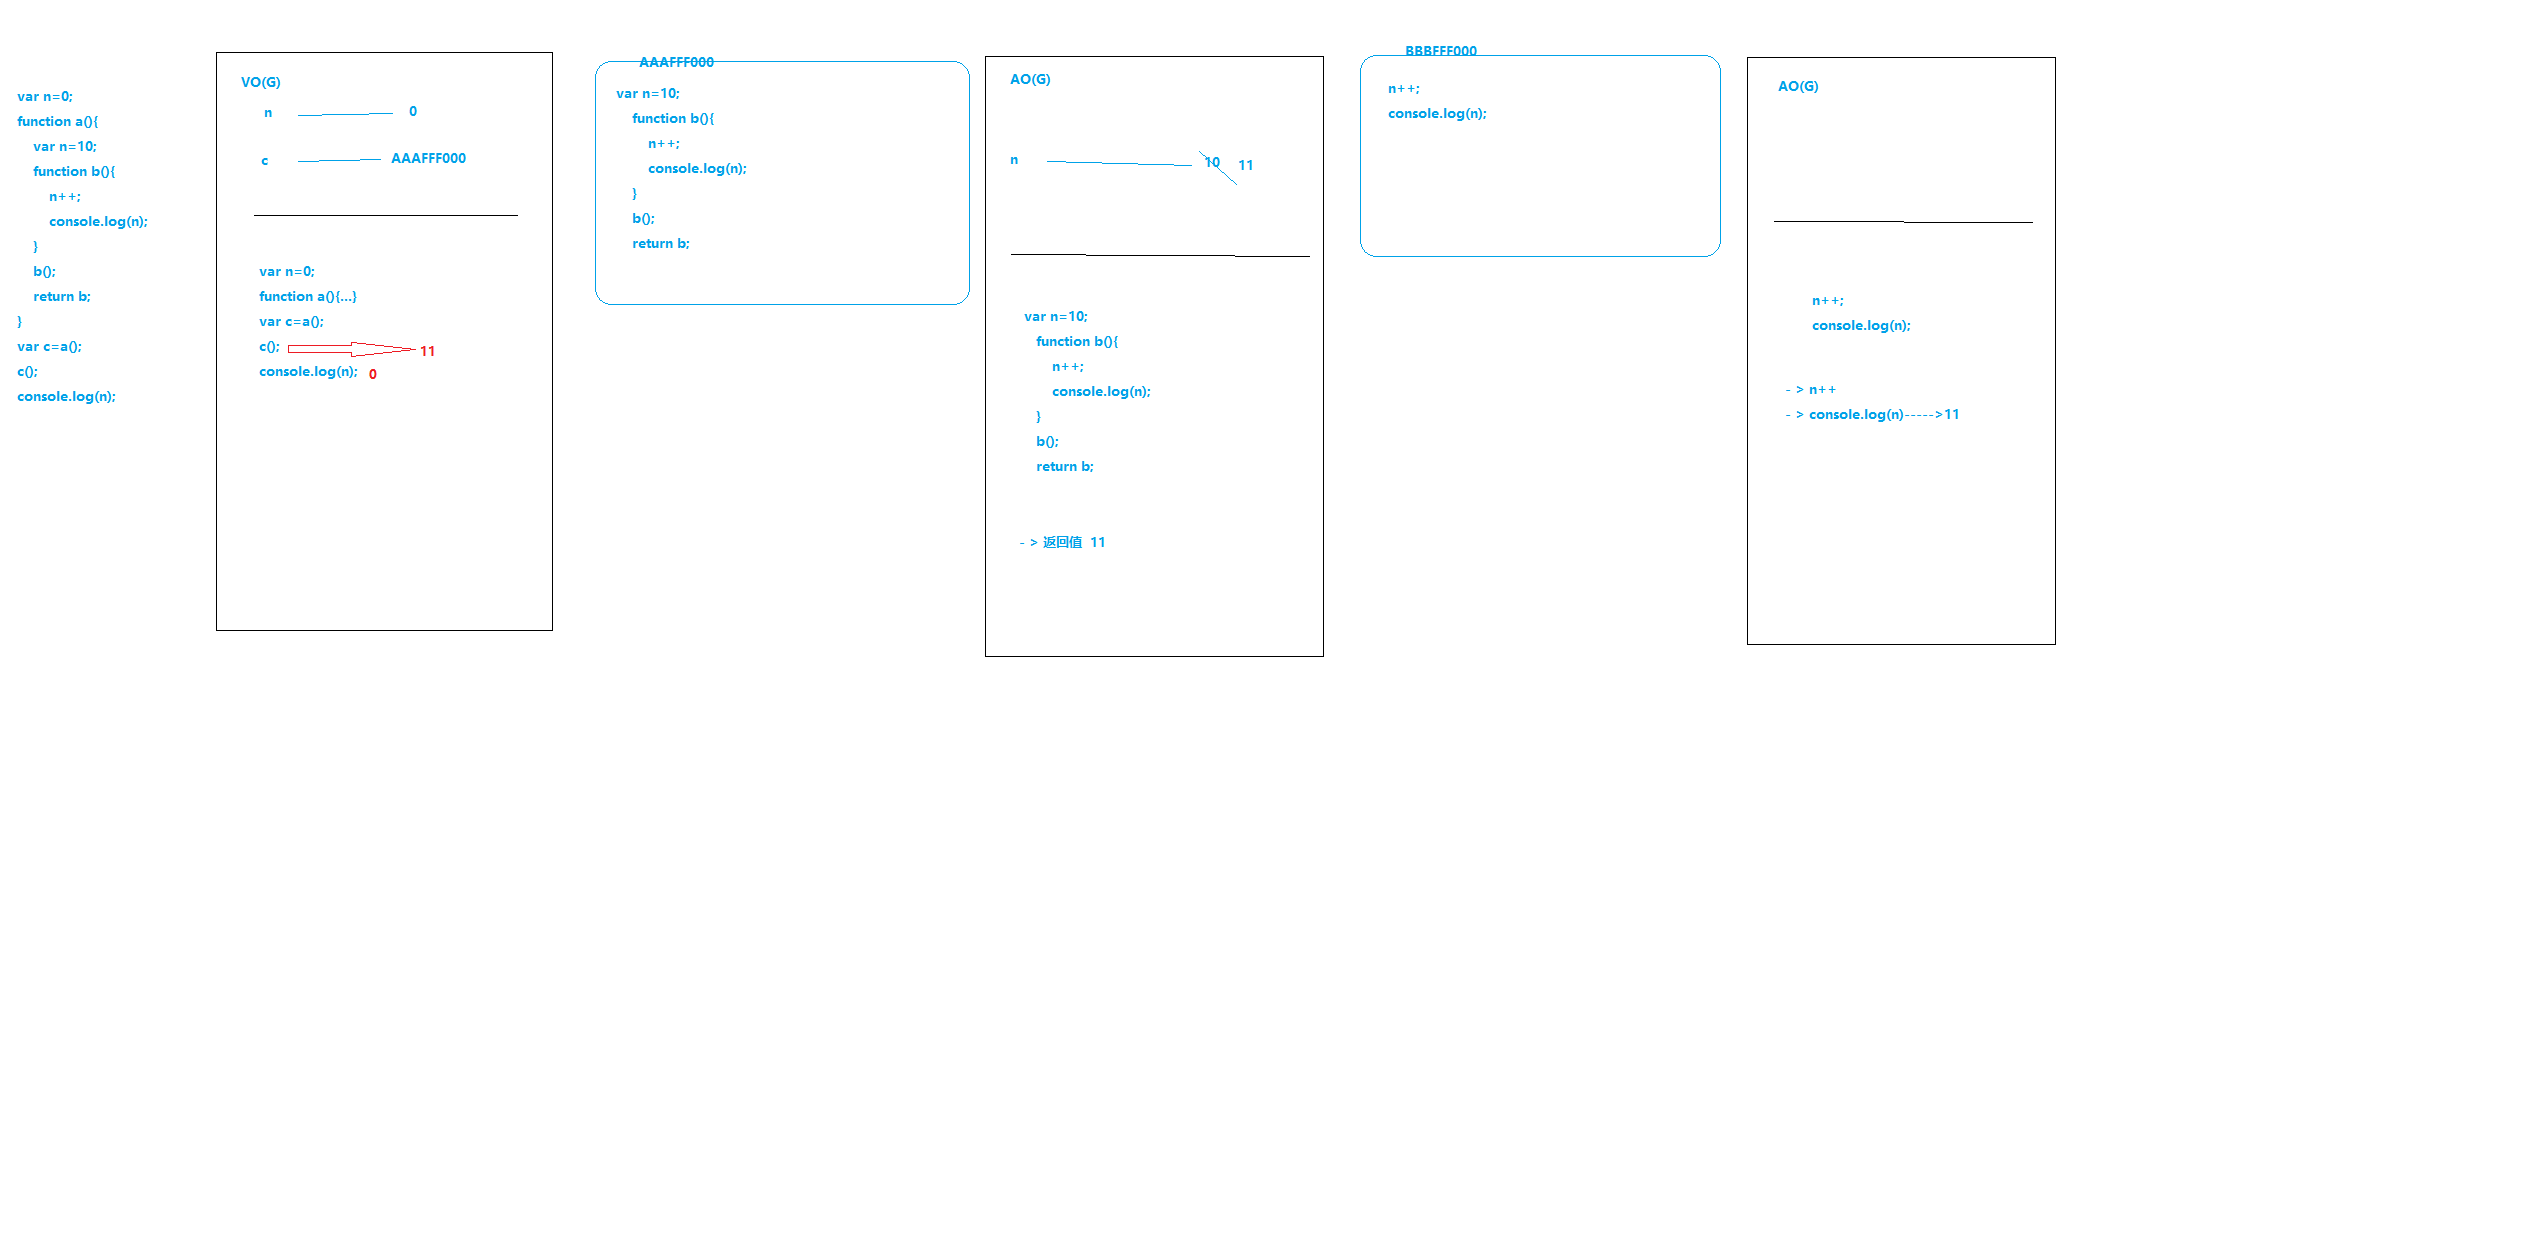 var n=0;
function a(){
var n=10;
function b(){
n++;
console.log(n);
}
b();
return b;
}
var c=a();
c();
console.log(n);
VO(G)
n 0
c AAAFFF000
var n=0;
function a(){...}
var c=a();
c(); 11
console.log(n); 0
AAAFFF000
var n=10;
function b(){
n++;
console.log(n);
}
b();
return b;
AO(G)
n 10 11
var n=10;
function b(){
n++;
console.log(n);
}
b();
return b;
- > 返回值 11
BBBFFF000
n++;
console.log(n);
AO(G)
n++;
console.log(n);
- > n++
- > console.log(n)----->11